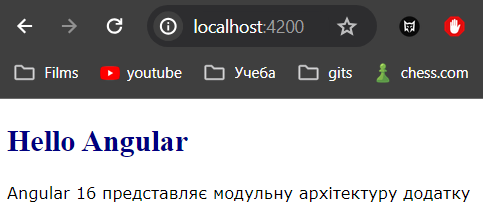 localhost:4200
Films youtube Учеба gits chess.com
Hello Angular
Angular 16 представляє модульну архітектуру додатку